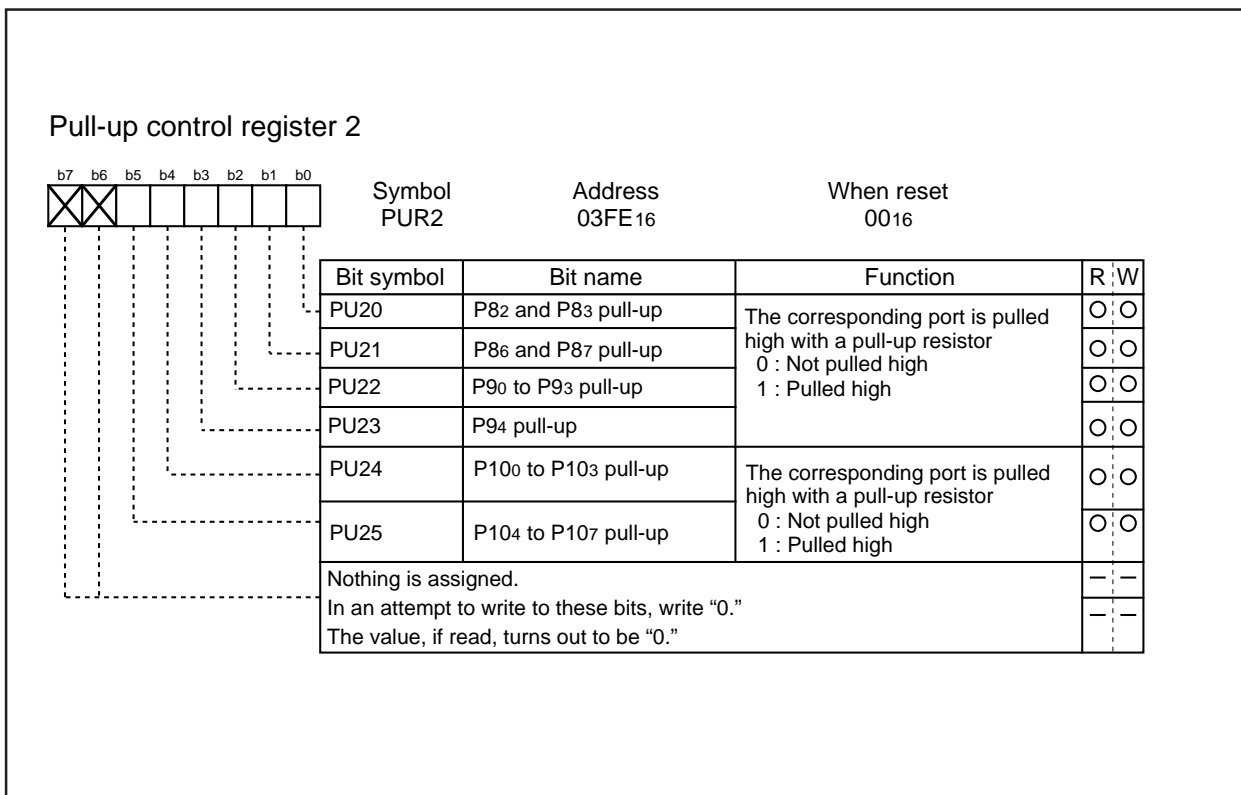 Pull-up control register 2
b7 b6 b5 b4 b3 b2 b1 b0
Symbol Address When reset
PUR2 03FE16 0016
Bit symbol Bit name Function R W
PU20 P82 and P83 pull-up The corresponding port is pulled
high with a pull-up resistor
0 : Not pulled high
1 : Pulled high
PU21 P86 and P87 pull-up
PU22 P90 to P93 pull-up
PU23 P94 pull-up
PU24 P100 to P103 pull-up The corresponding port is pulled
high with a pull-up resistor
0 : Not pulled high
1 : Pulled high
PU25 P104 to P107 pull-up
Nothing is assigned.
In an attempt to write to these bits, write “0.”
The value, if read, turns out to be “0.”